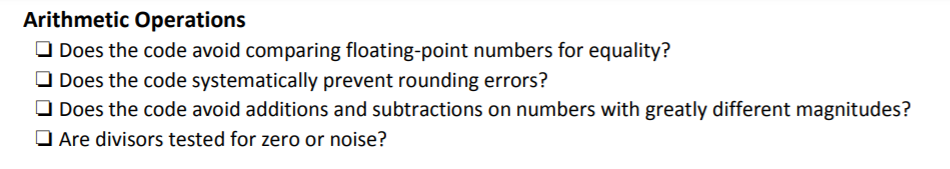 Arithmetic Operations
❑ Does the code avoid comparing floating-point numbers for equality?
❑ Does the code systematically prevent rounding errors?
❑ Does the code avoid additions and subtractions on numbers with greatly different magnitudes?
❑ Are divisors tested for zero or noise?